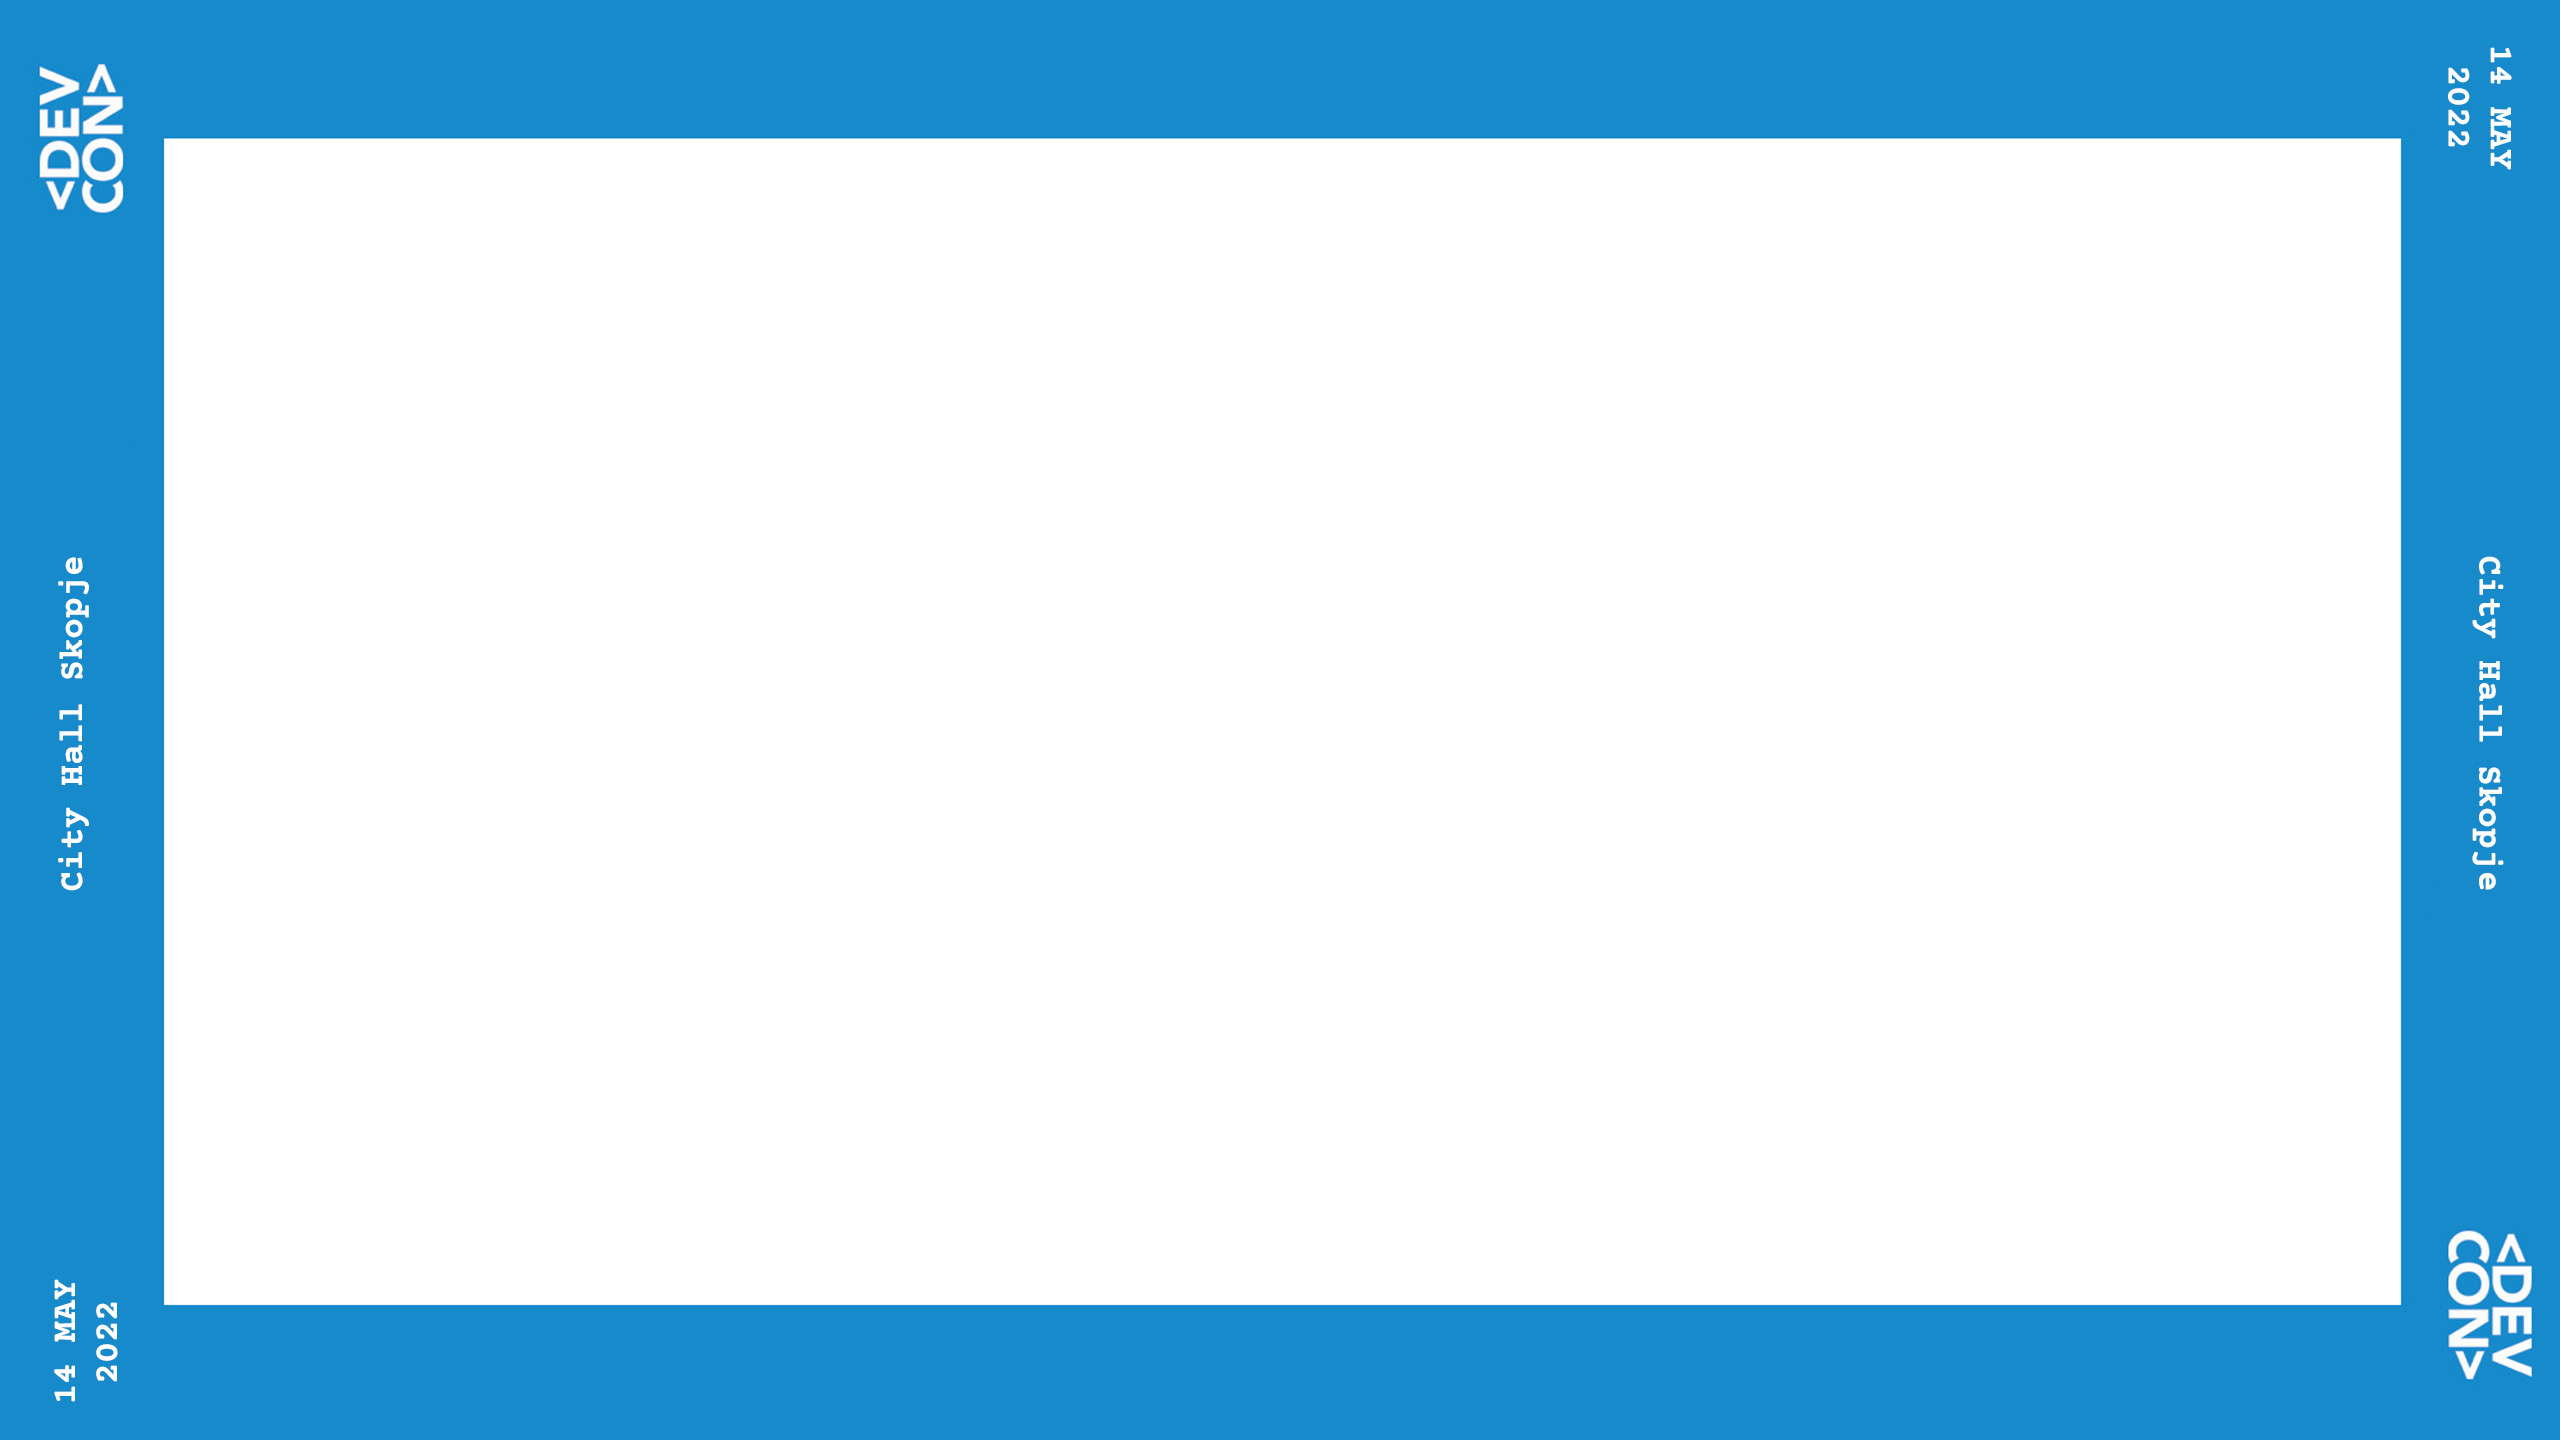 <DEV
CON>
City Hall Skopje
14 MAY
2022
14 MAY
2022
City Hall Skopje
<DEV
CON>